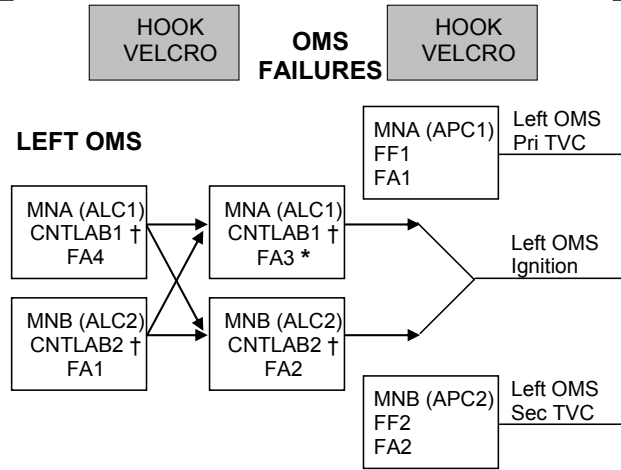 HOOK
VELCRO
OMS
FAILURES
HOOK
VELCRO
LEFT OMS
MNA (APC1)
FF1
FA1
Left OMS
Pri TVC
MNA (ALC1)
CNTLAB1 †
FA4
MNA (ALC1)
CNTLAB1 †
FA3 *
Left OMS
Ignition
MNB (ALC2)
CNTLAB2 †
FA1
MNB (ALC2)
CNTLAB2 †
FA2
MNB (APC2)
FF2
FA2
Left OMS
Sec TVC